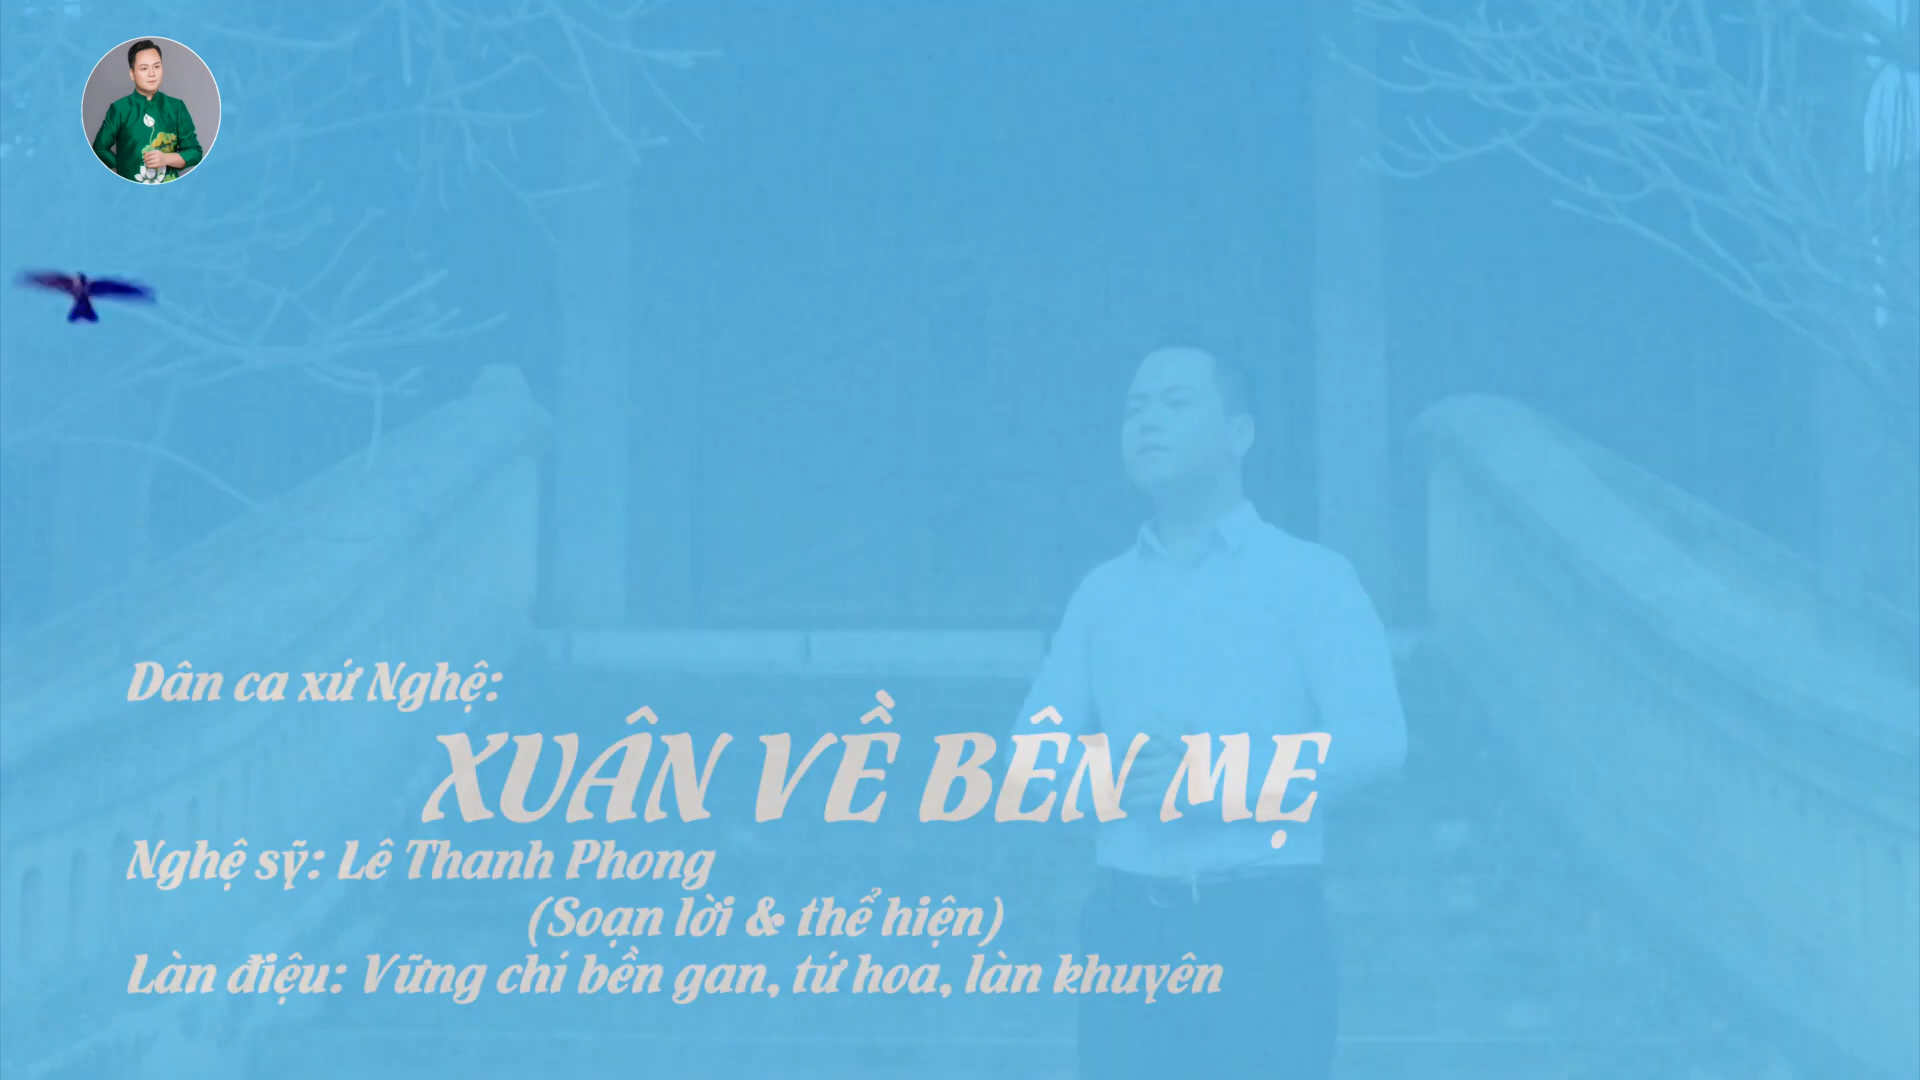 Dân ca xứ Nghệ:
XUÂN VỀ BÊN MẸ
Nghệ sỹ: Lê Thanh Phong
(Soạn lời & thể hiện)
Làn điệu: Vững chí bền gan, tứ hoa, làn khuyên